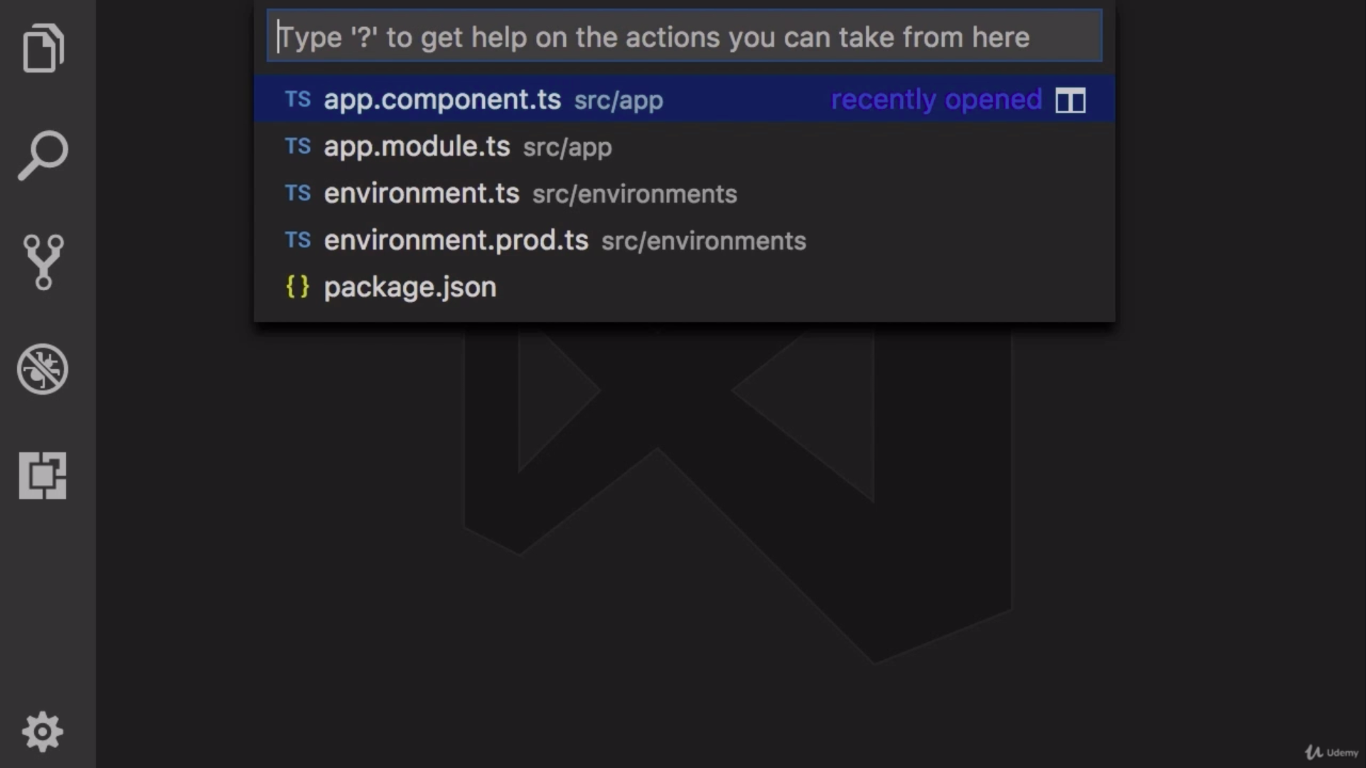 Type '?' to get help on the actions you can take from here
TS app.component.ts src/app recently opened
TS app.module.ts src/app
TS environment.ts src/environments
TS environment.prod.ts src/environments
{} package.json
Udemy